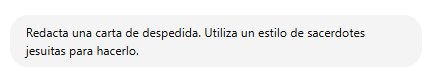 Redacta una carta de despedida. Utiliza un estilo de sacerdotes
jesuitas para hacerlo.